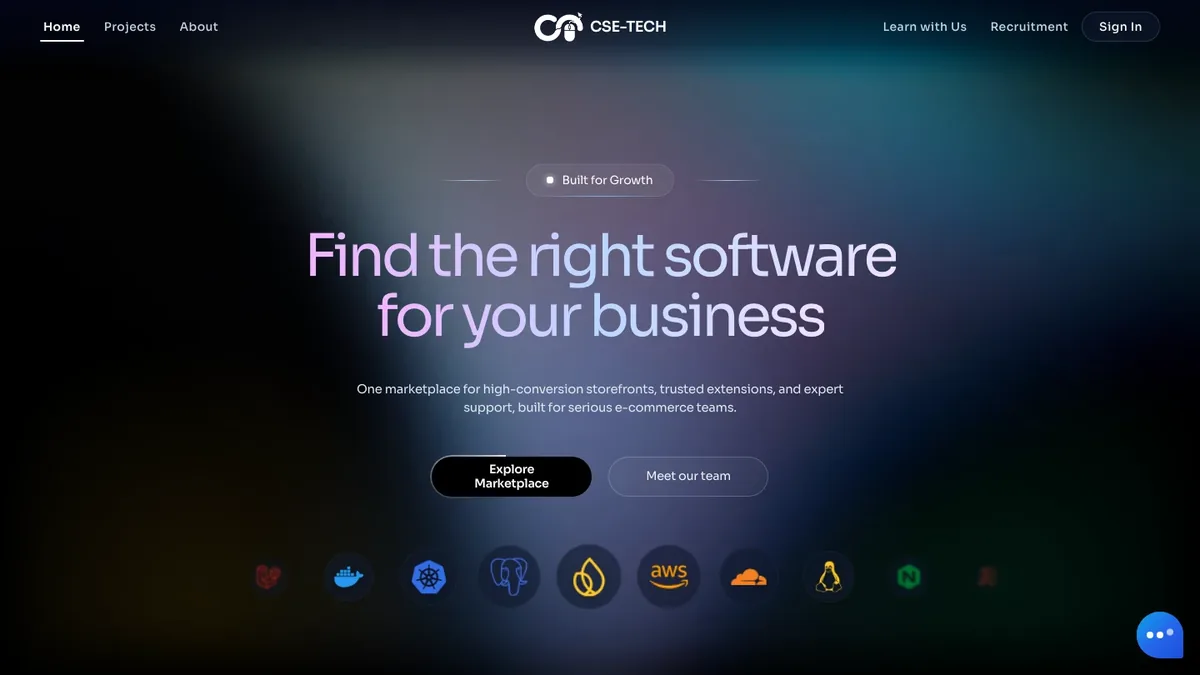 Home
Projects
About
CSE-TECH
Learn with Us
Recruitment
Sign In
Built for Growth
Find the right software
for your business
One marketplace for high-conversion storefronts, trusted extensions, and expert
support, built for serious e-commerce teams.
Explore
Marketplace
Meet our team
aws